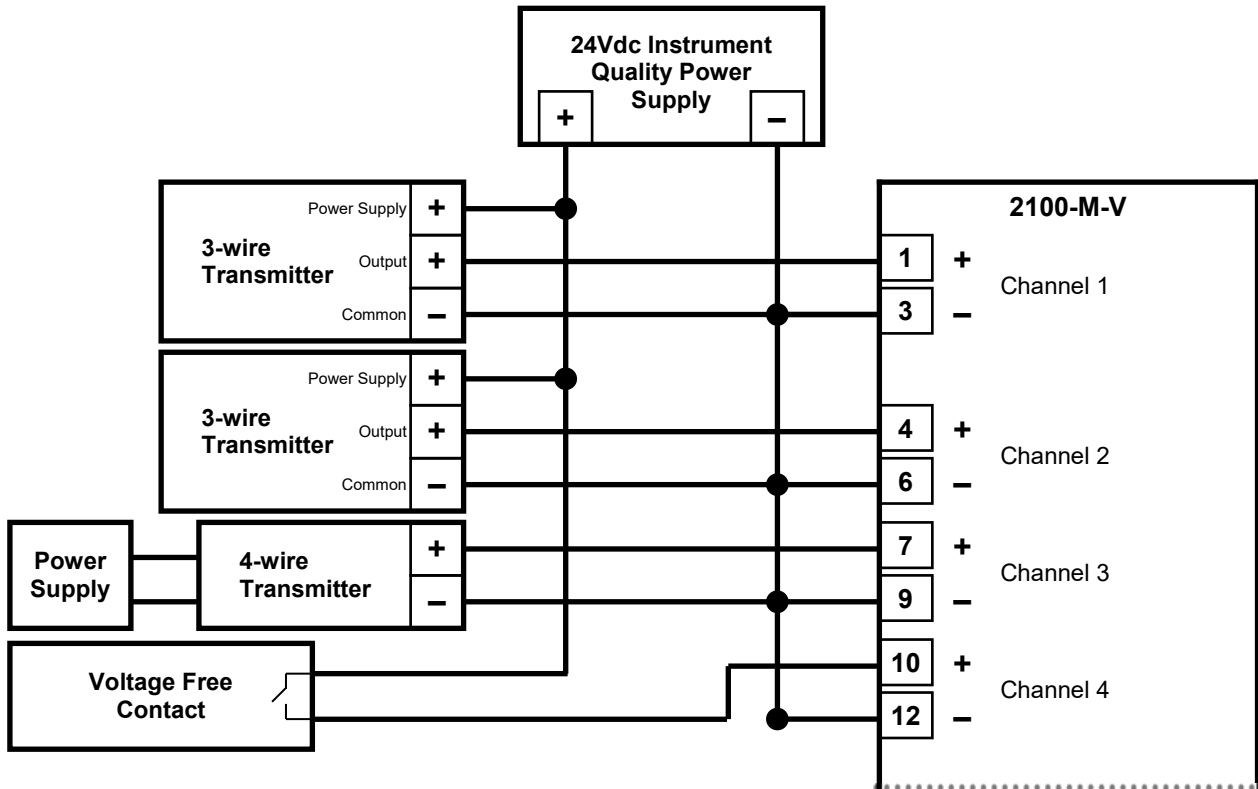 24Vdc Instrument
Quality Power
Supply
+ –
2100-M-V
3-wire
Transmitter
Power Supply +
Output +
Common –
1 +
3 –
Channel 1
3-wire
Transmitter
Power Supply +
Output +
Common –
4 +
6 –
Channel 2
Power
Supply
4-wire
Transmitter
+
–
7 +
9 –
Channel 3
Voltage Free
Contact
10 +
12 –
Channel 4